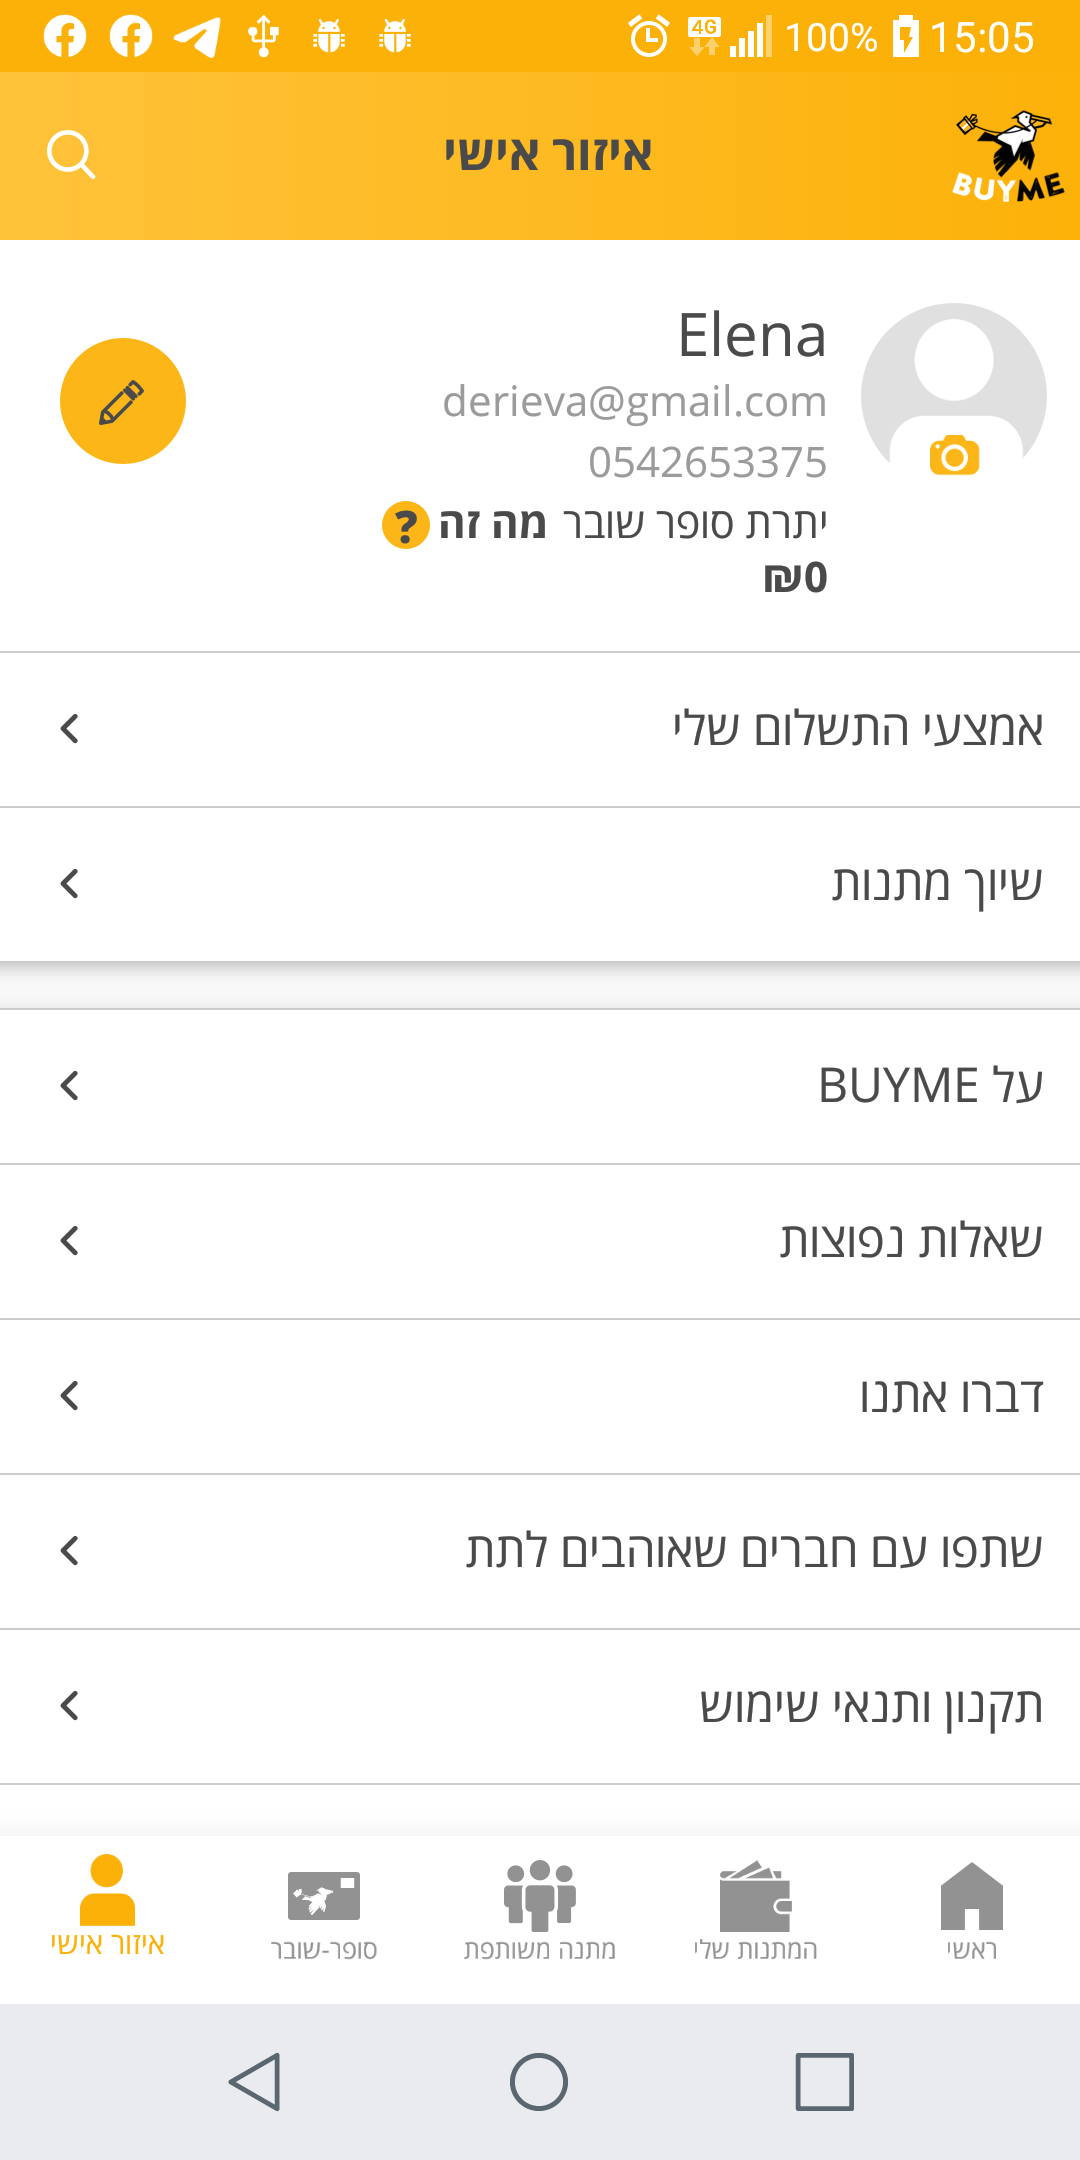 4G 100% 15:05
איזור אישי
BUYME
Elena
derieva@gmail.com
0542653375
יתרת סופר שובר מה זה ?
₪0
אמצעי התשלום שלי
שיוך מתנות
על BUYME
שאלות נפוצות
דברו אתנו
שתפו עם חברים שאוהבים לתת
תקנון ותנאי שימוש
ראשי
המתנות שלי
מתנה משותפת
סופר-שובר
איזור אישי